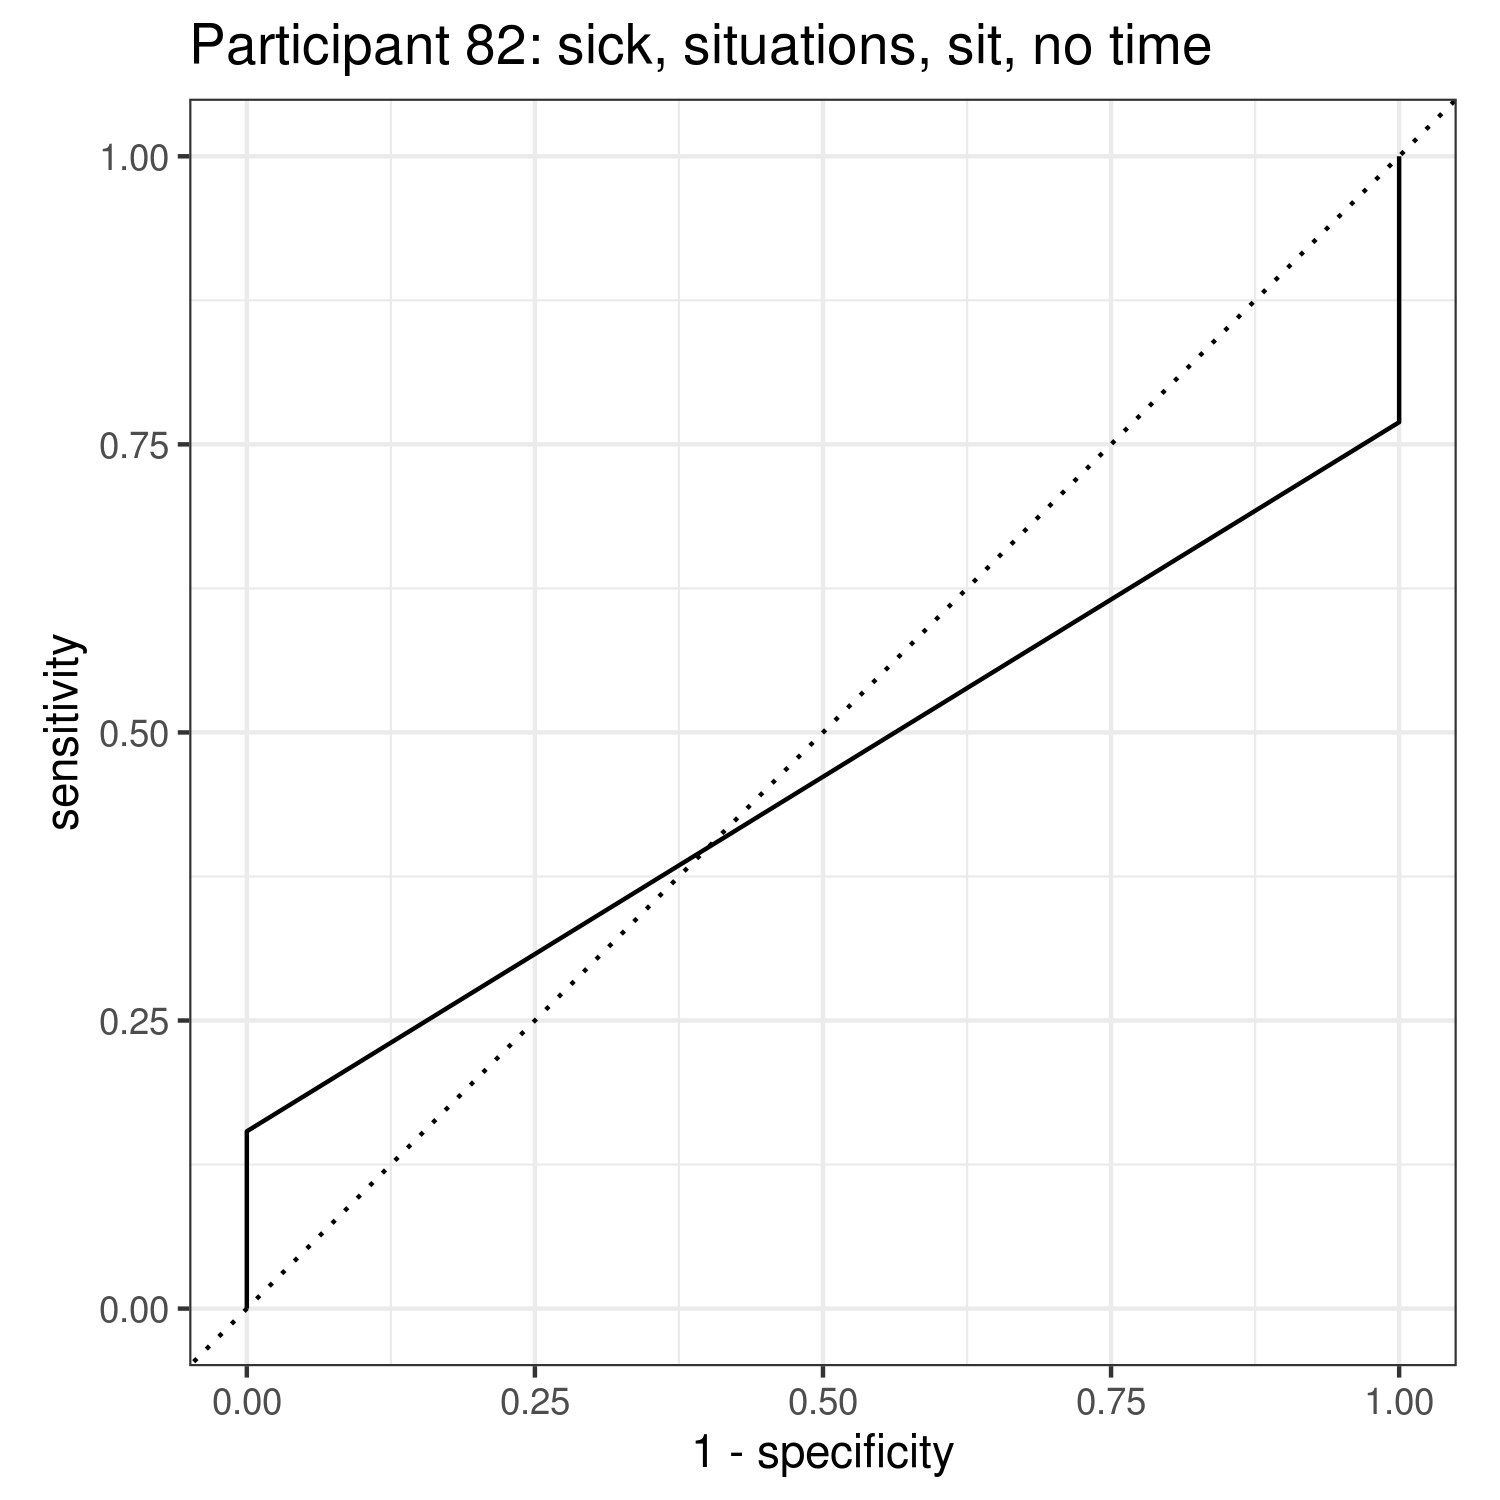 Participant 82: sick, situations, sit, no time
1.00
0.75
0.50
0.25
0.00
sensitivity
0.00 0.25 0.50 0.75 1.00
1 - specificity